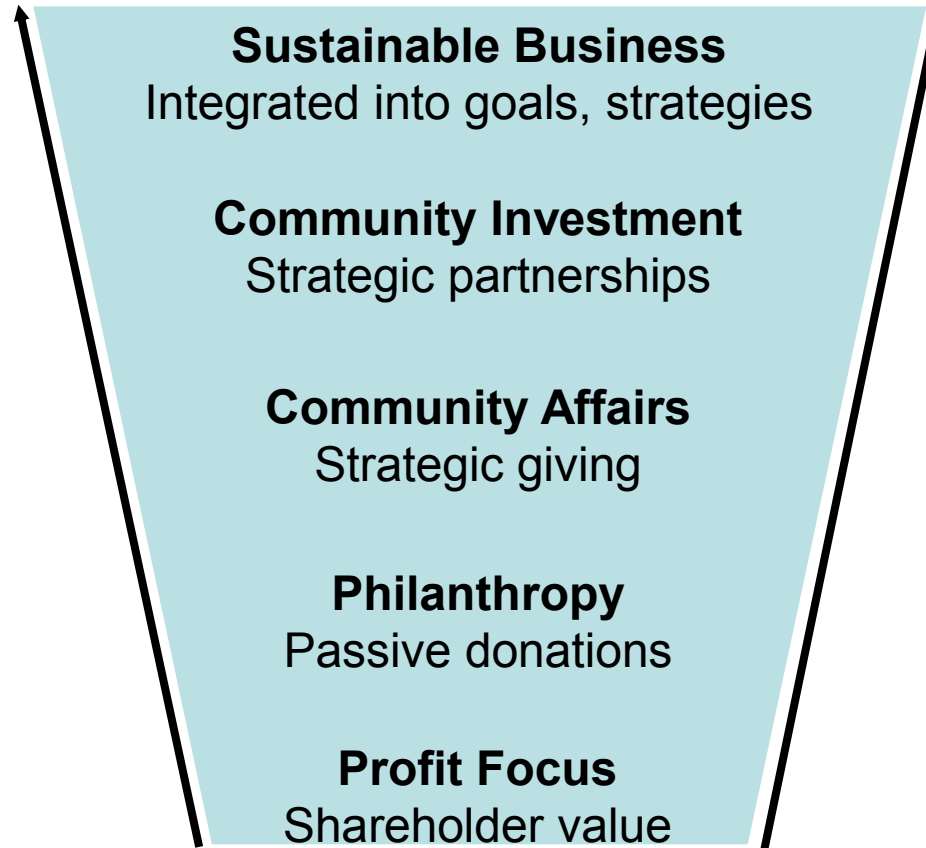 Sustainable Business
Integrated into goals, strategies
Community Investment
Strategic partnerships
Community Affairs
Strategic giving
Philanthropy
Passive donations
Profit Focus
Shareholder value